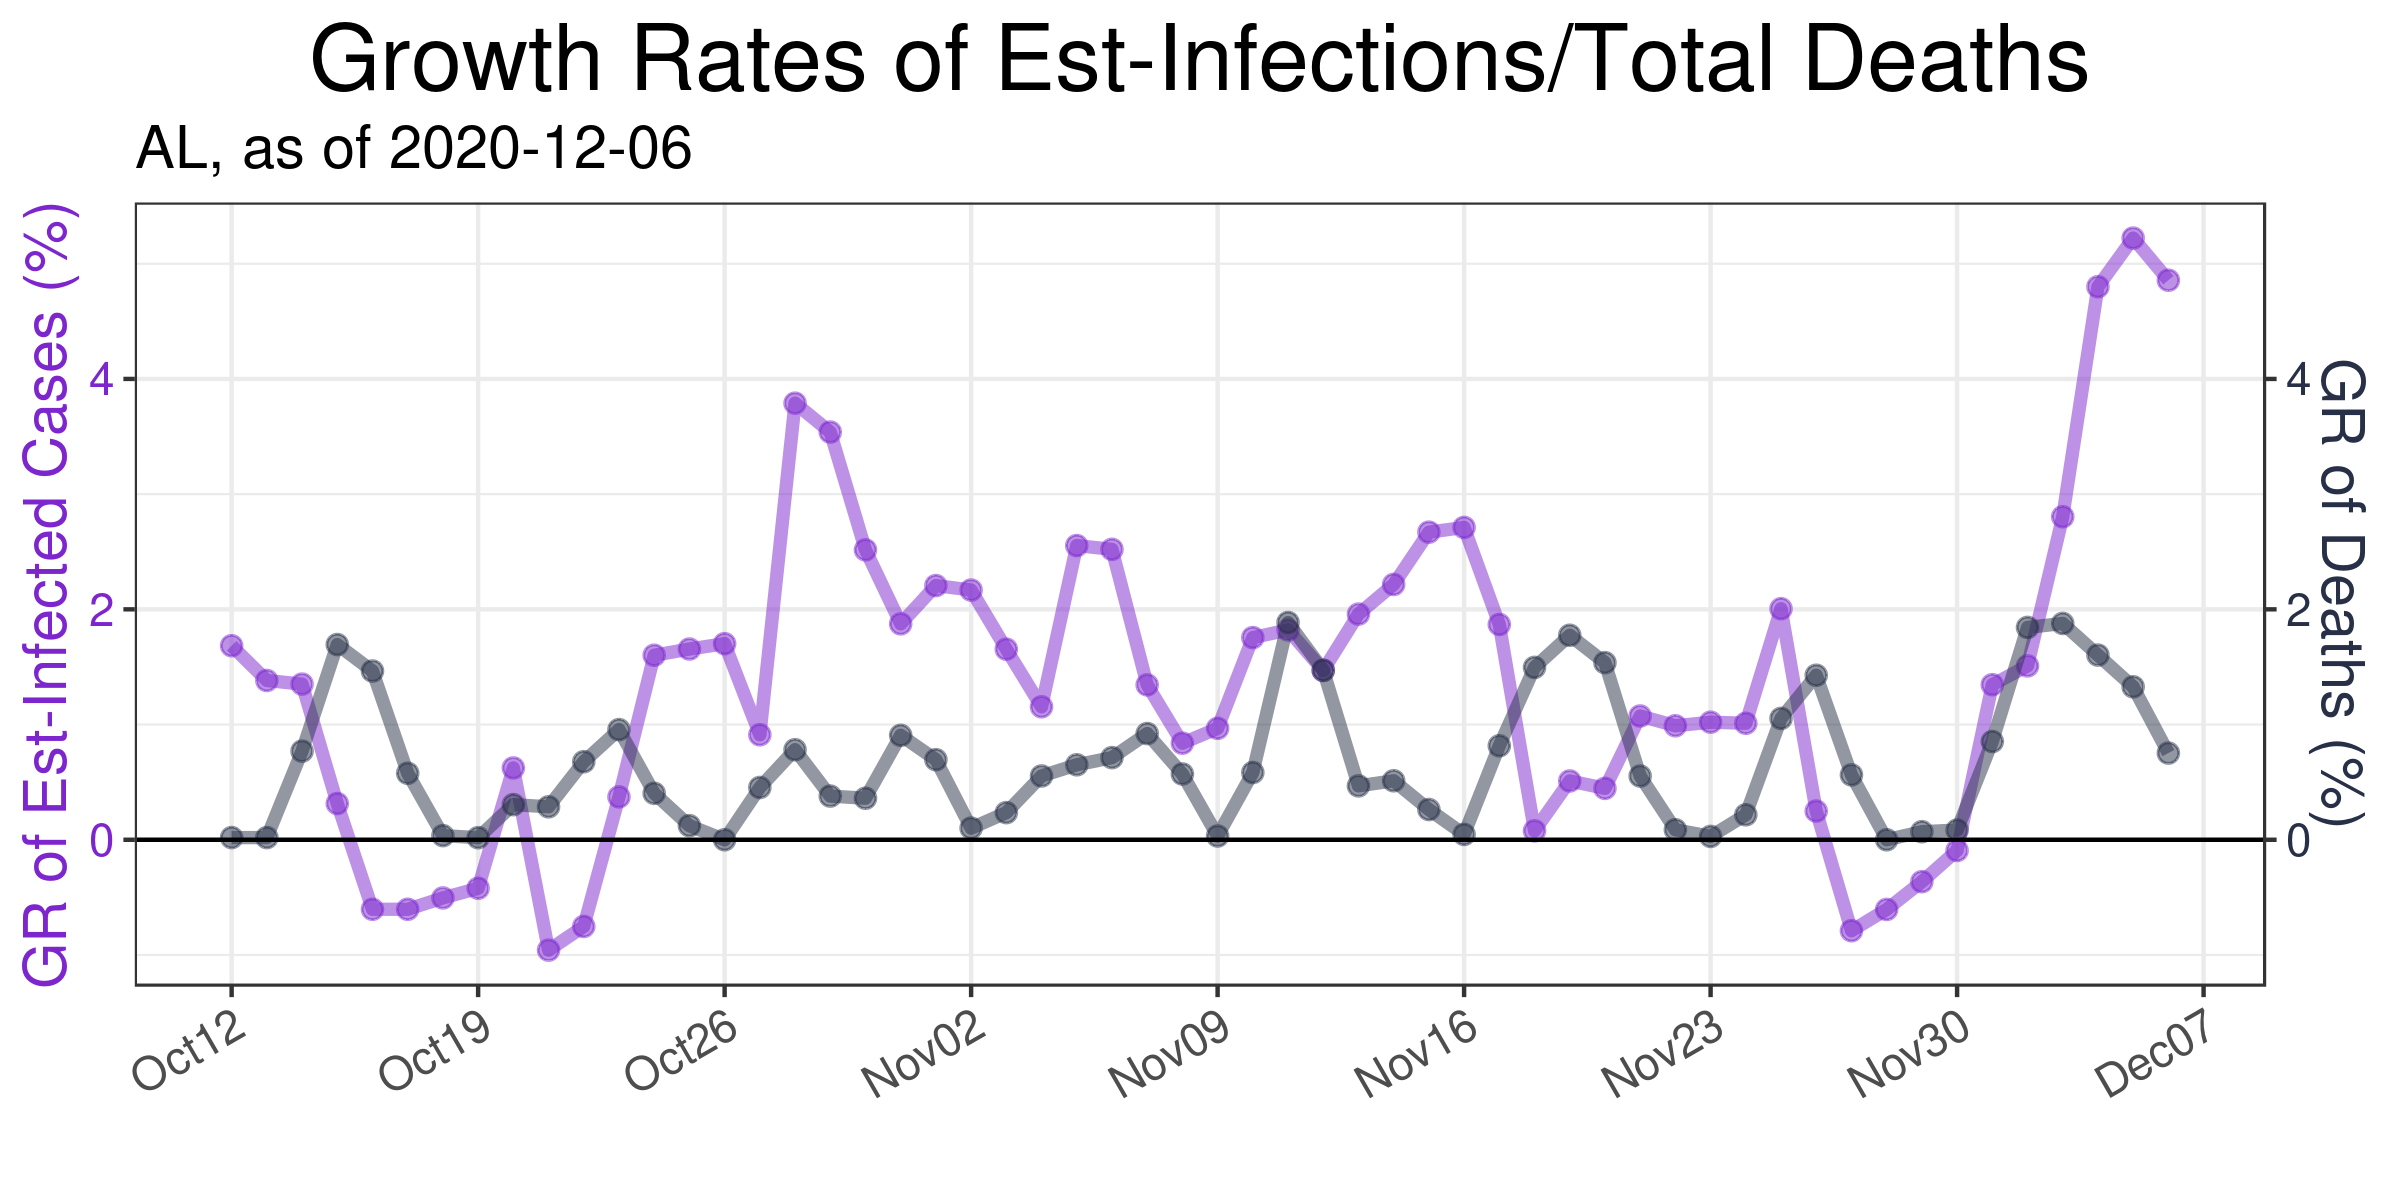 Growth Rates of Est-Infections/Total Deaths
AL, as of 2020-12-06
GR of Est-Infected Cases (%)
4
2
0
4
2
0
GR of Deaths (%)
Oct12
Oct19
Oct26
Nov02
Nov09
Nov16
Nov23
Nov30
Dec07